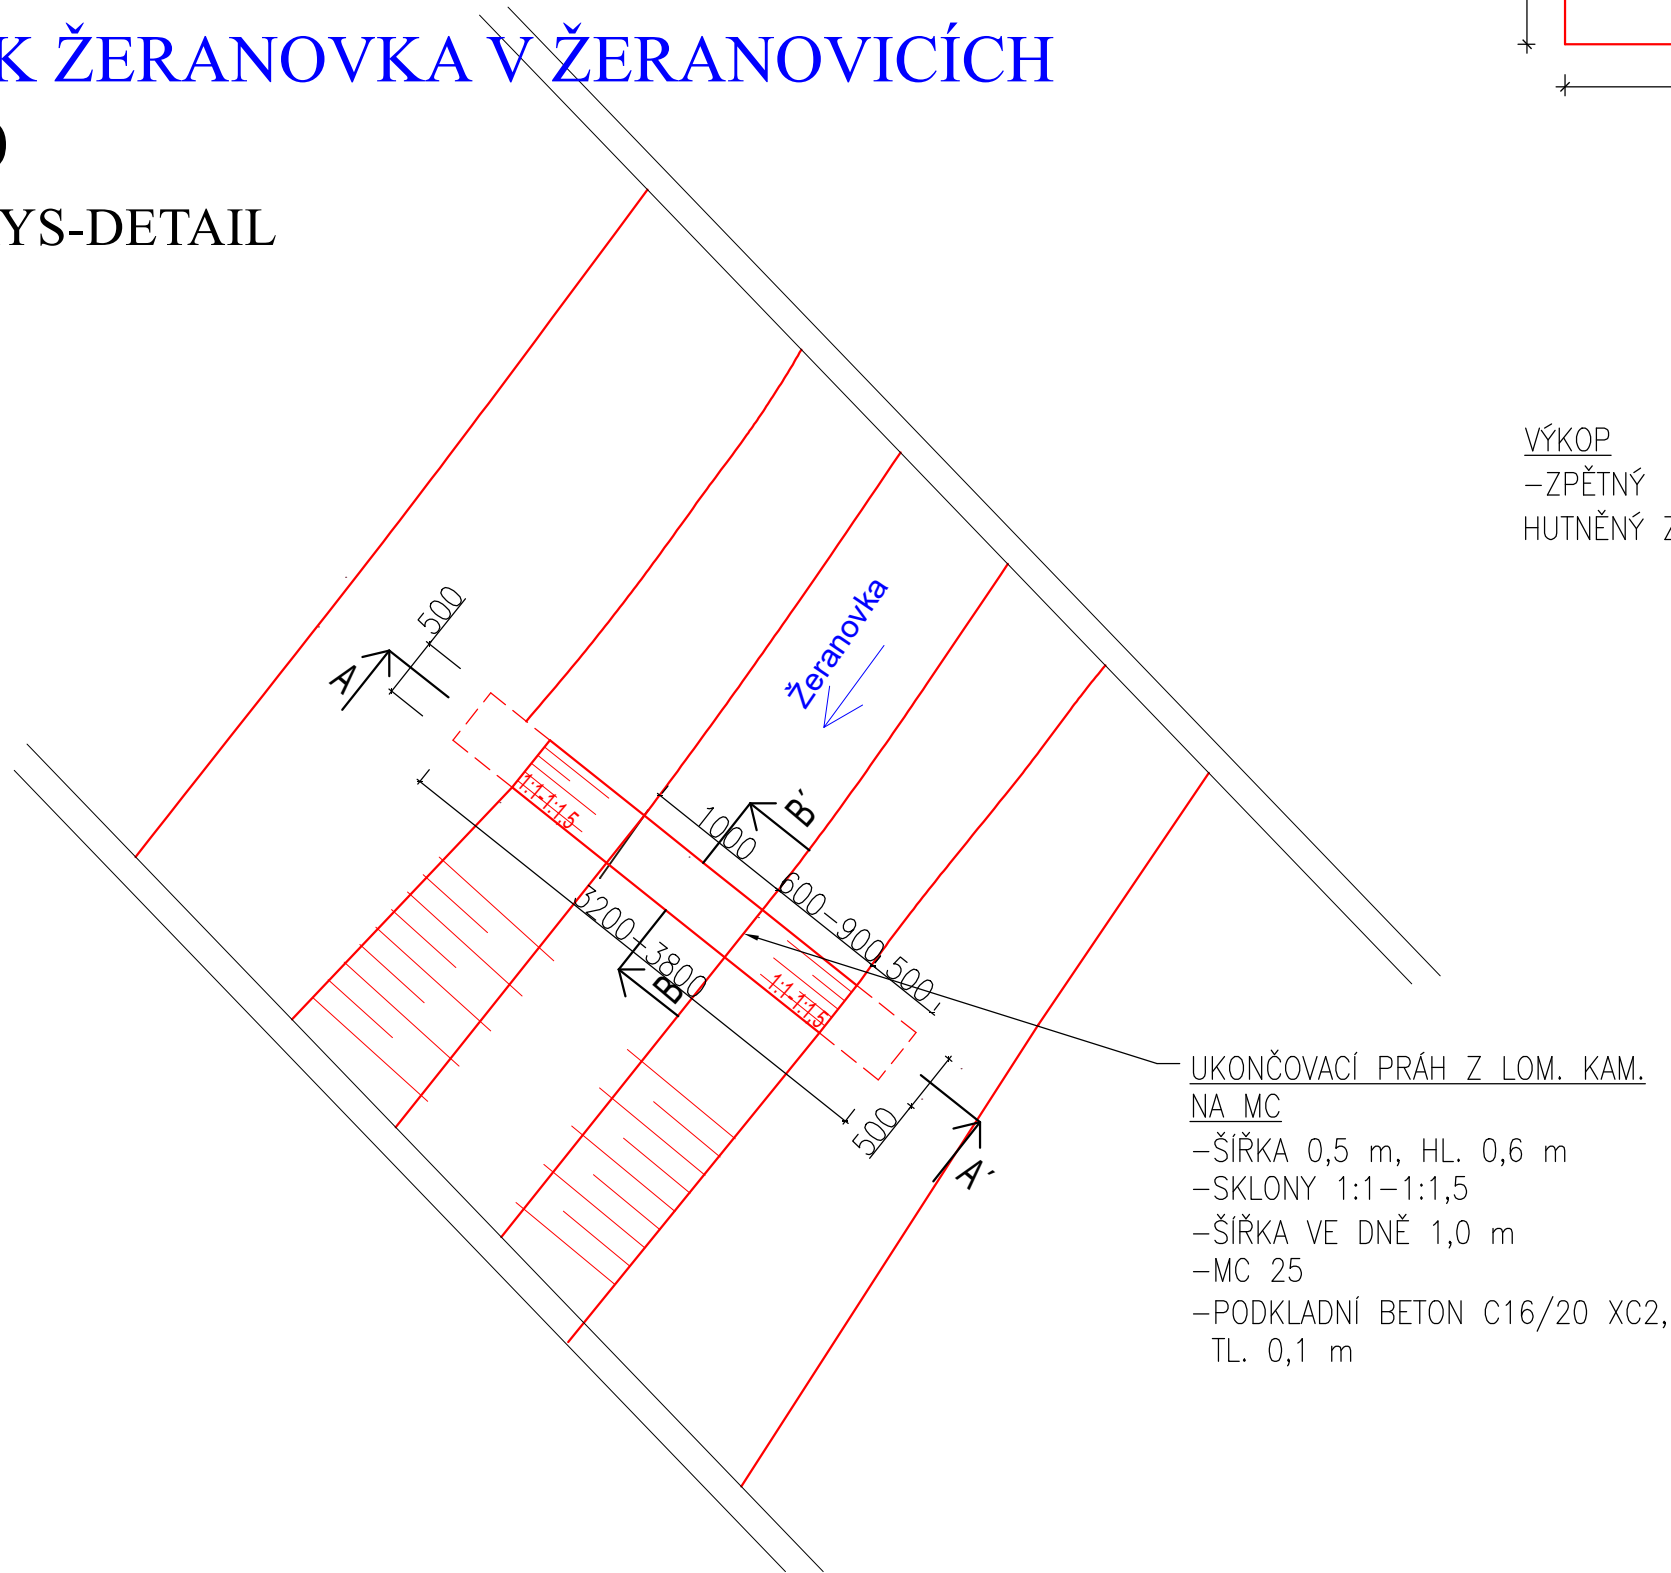 K ŽERANOVKA V ŽERANOVICÍCH
YS-DETAIL
VÝKOP
-ZPĚTNÝ
HUTNĚNÝ Z
500
A
Žeranovka
1:1-1:1,5
1000
B´
600-900
500
3200-3800
B
1:1-1:1,5
500
A´
UKONČOVACÍ PRÁH Z LOM. KAM.
NA MC
-ŠÍŘKA 0,5 m, HL. 0,6 m
-SKLONY 1:1-1:1,5
-ŠÍŘKA VE DNĚ 1,0 m
-MC 25
-PODKLADNÍ BETON C16/20 XC2,
TL. 0,1 m